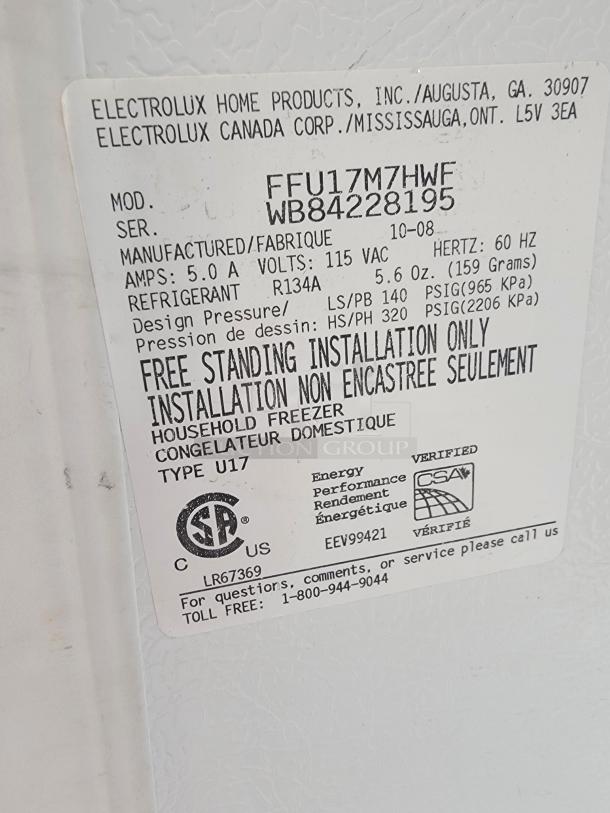 ELECTROLUX HOME PRODUCTS, INC./AUGUSTA, GA. 30907
ELECTROLUX CANADA CORP./MISSISSAUGA,ONT. L5V 3EA
MOD. FFU17M7HWF
SER. WB84228195
MANUFACTURED/FABRIQUE 10-08
AMPS: 5.0 A VOLTS: 115 VAC HERTZ: 60 HZ
REFRIGERANT R134A 5.6 Oz. (159 Grams)
Design Pressure/ LS/PB 140 PSIG(965 KPa)
Pression de dessin: HS/PH 320 PSIG(2206 KPa)
FREE STANDING INSTALLATION ONLY
INSTALLATION NON ENCASTREE SEULEMENT
HOUSEHOLD FREEZER
CONGELATEUR DOMESTIQUE
TYPE U17
GROUP
Energy
Performance
Rendement
Énergétique
EEV99421
VERIFIED
CSA
VÉRIFIÉ
CSA®
C US
LR67369
For questions, comments, or service please call us
TOLL FREE: 1-800-944-9044